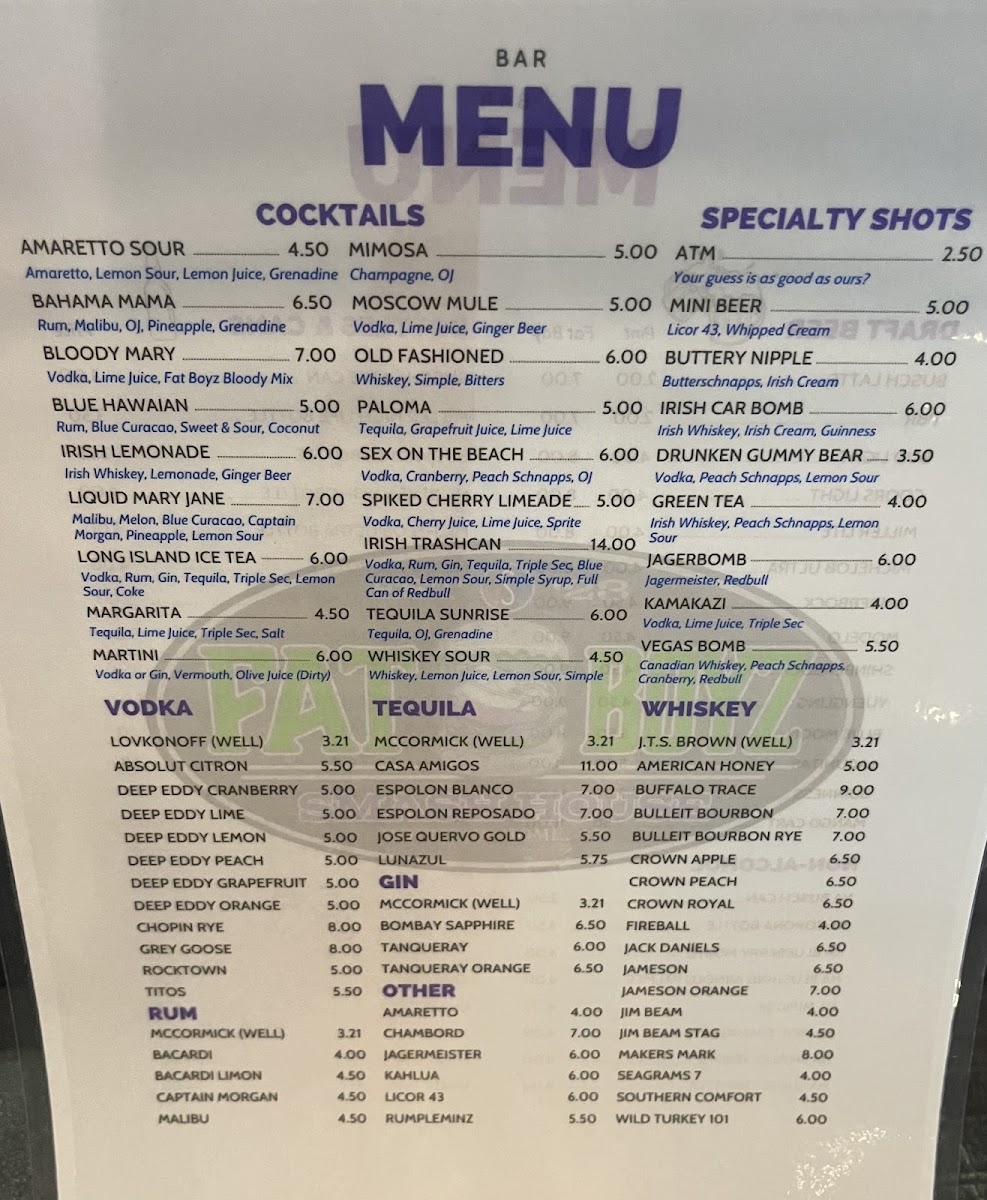 BAR
MENU
COCKTAILS
AMARETTO SOUR 4.50
Amaretto, Lemon Sour, Lemon Juice, Grenadine
BAHAMA MAMA 6.50
Rum, Malibu, OJ, Pineapple, Grenadine
BLOODY MARY 7.00
Vodka, Lime Juice, Fat Boyz Bloody Mix
BLUE HAWAIAN 5.00
Rum, Blue Curacao, Sweet & Sour, Coconut
IRISH LEMONADE 6.00
Irish Whiskey, Lemonade, Ginger Beer
LIQUID MARY JANE 7.00
Malibu, Melon, Blue Curacao, Captain
Morgan, Pineapple, Lemon Sour
LONG ISLAND ICE TEA 6.00
Vodka, Rum, Gin, Tequila, Triple Sec, Lemon
Sour, Coke
MARGARITA 4.50
Tequila, Lime Juice, Triple Sec, Salt
MARTINI 6.00
Vodka or Gin, Vermouth, Olive Juice (Dirty)
MIMOSA 5.00
Champagne, OJ
MOSCOW MULE 5.00
Vodka, Lime Juice, Ginger Beer
OLD FASHIONED 6.00
Whiskey, Simple, Bitters
PALOMA 5.00
Tequila, Grapefruit Juice, Lime Juice
SEX ON THE BEACH 6.00
Vodka, Cranberry, Peach Schnapps, OJ
SPIKED CHERRY LIMEADE 5.00
Vodka, Cherry Juice, Lime Juice, Sprite
IRISH TRASHCAN 14.00
Vodka, Rum, Gin, Tequila, Triple Sec, Blue
Curacao, Lemon Sour, Simple Syrup, Full
Can of Redbull
TEQUILA SUNRISE 6.00
Tequila, OJ, Grenadine
WHISKEY SOUR 4.50
Whiskey, Lemon Juice, Lemon Sour, Simple
SPECIALTY SHOTS
ATM 2.50
Your guess is as good as ours?
MINI BEER 5.00
Licor 43, Whipped Cream
BUTTERY NIPPLE 4.00
Butterschnapps, Irish Cream
IRISH CAR BOMB 6.00
Irish Whiskey, Irish Cream, Guinness
DRUNKEN GUMMY BEAR 3.50
Vodka, Peach Schnapps, Lemon Sour
GREEN TEA 4.00
Irish Whiskey, Peach Schnapps, Lemon
Sour
JAGERBOMB 6.00
Jagermeister, Redbull
KAMAKAZI 4.00
Vodka, Lime Juice, Triple Sec
VEGAS BOMB 5.50
Canadian Whiskey, Peach Schnapps,
Cranberry, Redbull
FAT BOYZ
SMASHHOUSE
VODKA
LOVKONOFF (WELL) 3.21
ABSOLUT CITRON 5.50
DEEP EDDY CRANBERRY 5.00
DEEP EDDY LIME 5.00
DEEP EDDY LEMON 5.00
DEEP EDDY PEACH 5.00
DEEP EDDY GRAPEFRUIT 5.00
DEEP EDDY ORANGE 5.00
CHOPIN RYE 8.00
GREY GOOSE 8.00
ROCKTOWN 5.00
TITOS 5.50
RUM
MCCORMICK (WELL) 3.21
BACARDI 4.00
BACARDI LIMON 4.50
CAPTAIN MORGAN 4.50
MALIBU 4.50
TEQUILA
MCCORMICK (WELL) 3.21
CASA AMIGOS 11.00
ESPOLON BLANCO 7.00
ESPOLON REPOSADO 7.00
JOSE QUERVO GOLD 5.50
LUNAZUL 5.75
GIN
MCCORMICK (WELL) 3.21
BOMBAY SAPPHIRE 6.50
TANQUERAY 6.00
TANQUERAY ORANGE 6.50
OTHER
AMARETTO 4.00
CHAMBORD 7.00
JAGERMEISTER 6.00
KAHLUA 6.00
LICOR 43 6.00
RUMPLEMINZ 5.50
WHISKEY
J.T.S. BROWN (WELL) 3.21
AMERICAN HONEY 5.00
BUFFALO TRACE 9.00
BULLEIT BOURBON 7.00
BULLEIT BOURBON RYE 7.00
CROWN APPLE 6.50
CROWN PEACH 6.50
CROWN ROYAL 6.50
FIREBALL 4.00
JACK DANIELS 6.50
JAMESON 6.50
JAMESON ORANGE 7.00
JIM BEAM 4.00
JIM BEAM STAG 4.50
MAKERS MARK 8.00
SEAGRAMS 7 4.00
SOUTHERN COMFORT 4.50
WILD TURKEY 101 6.00